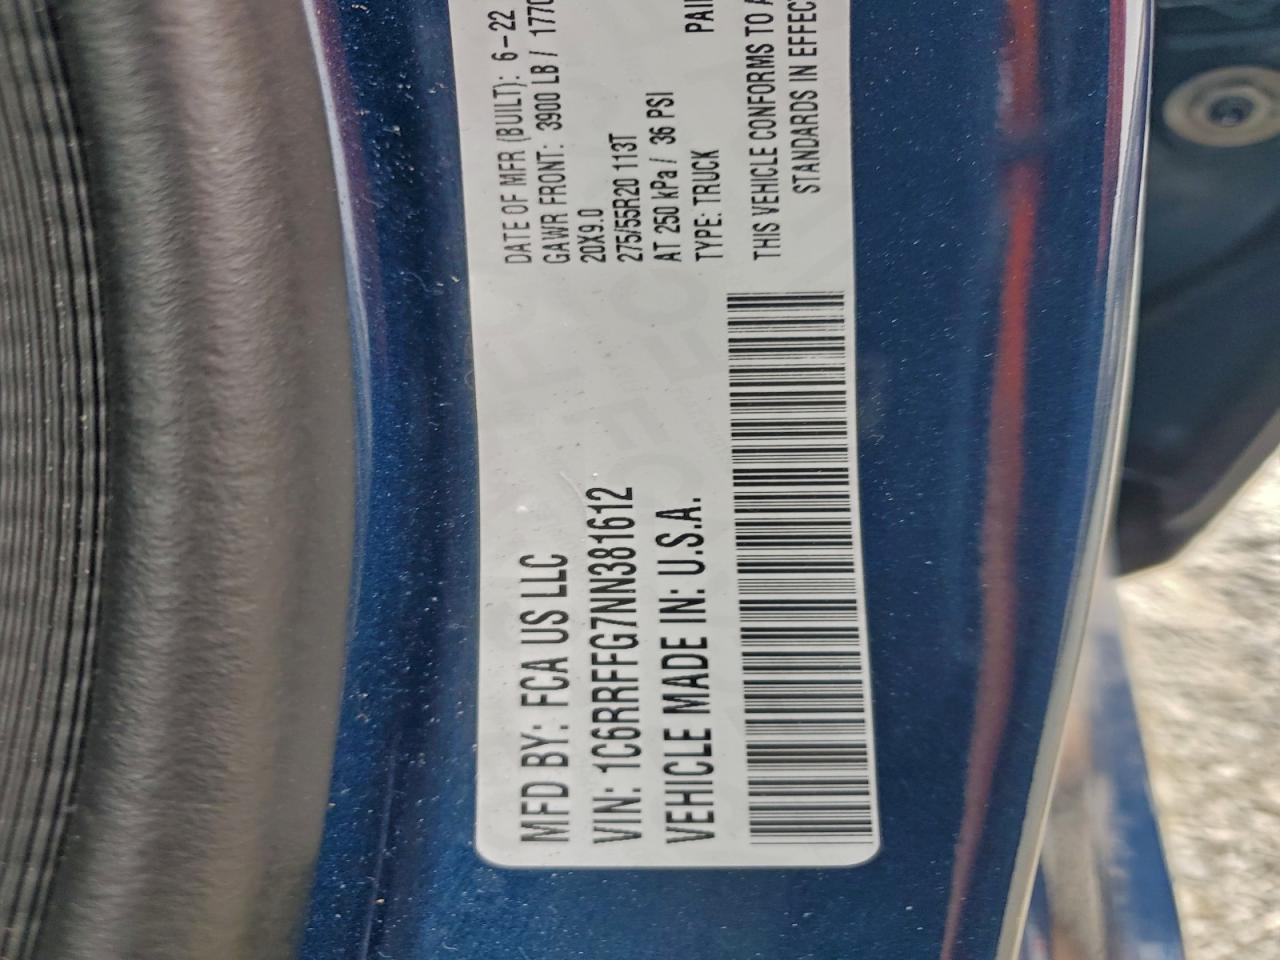 MFD BY: FCA US LLC
VIN: 1C6RRFFG7NN381612
VEHICLE MADE IN: U.S.A.
DATE OF MFR (BUILT): 6-22
GAWR FRONT: 3900 LB / 1770
20X9.0
275/55R20 113T
AT 250 kPa / 36 PSI
TYPE: TRUCK
THIS VEHICLE CONFORMS TO A
STANDARDS IN EFFEC